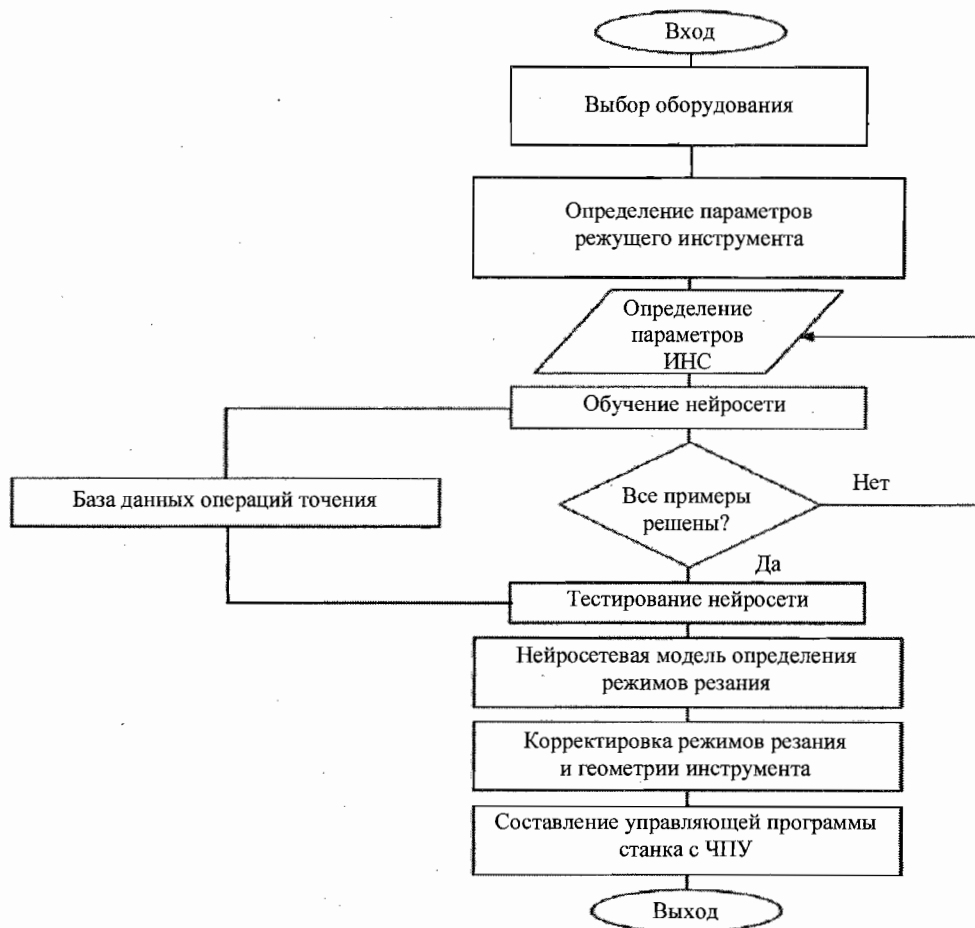 Вход
Выбор оборудования
Определение параметров
режущего инструмента
Определение
параметров
ИНС
Обучение нейросети
База данных операций точения
Все примеры
решены?
Нет
Да
Тестирование нейросети
Нейросетевая модель определения
режимов резания
Корректировка режимов резания
и геометрии инструмента
Составление управляющей программы
станка с ЧПУ
Выход